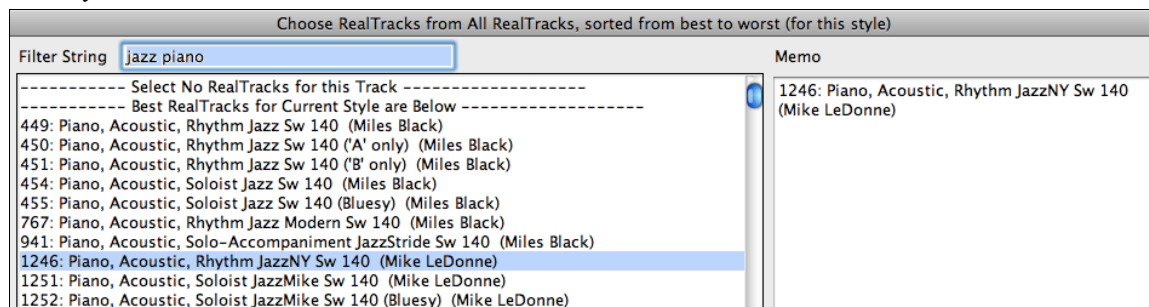 Choose RealTracks from All RealTracks, sorted from best to worst (for this style)
Filter String jazz piano
Memo
----------- Select No RealTracks for this Track -------------------
----------- Best RealTracks for Current Style are Below -------------------
449: Piano, Acoustic, Rhythm Jazz Sw 140 (Miles Black)
450: Piano, Acoustic, Rhythm Jazz Sw 140 ('A' only) (Miles Black)
451: Piano, Acoustic, Rhythm Jazz Sw 140 ('B' only) (Miles Black)
454: Piano, Acoustic, Soloist Jazz Sw 140 (Miles Black)
455: Piano, Acoustic, Soloist Jazz Sw 140 (Bluesy) (Miles Black)
767: Piano, Acoustic, Rhythm Jazz Modern Sw 140 (Miles Black)
941: Piano, Acoustic, Solo-Accompaniment JazzStride Sw 140 (Miles Black)
1246: Piano, Acoustic, Rhythm JazzNY Sw 140 (Mike LeDonne)
1251: Piano, Acoustic, Soloist JazzMike Sw 140 (Mike LeDonne)
1252: Piano, Acoustic, Soloist JazzMike Sw 140 (Bluesy) (Mike LeDonne)
1246: Piano, Acoustic, Rhythm JazzNY Sw 140
(Mike LeDonne)